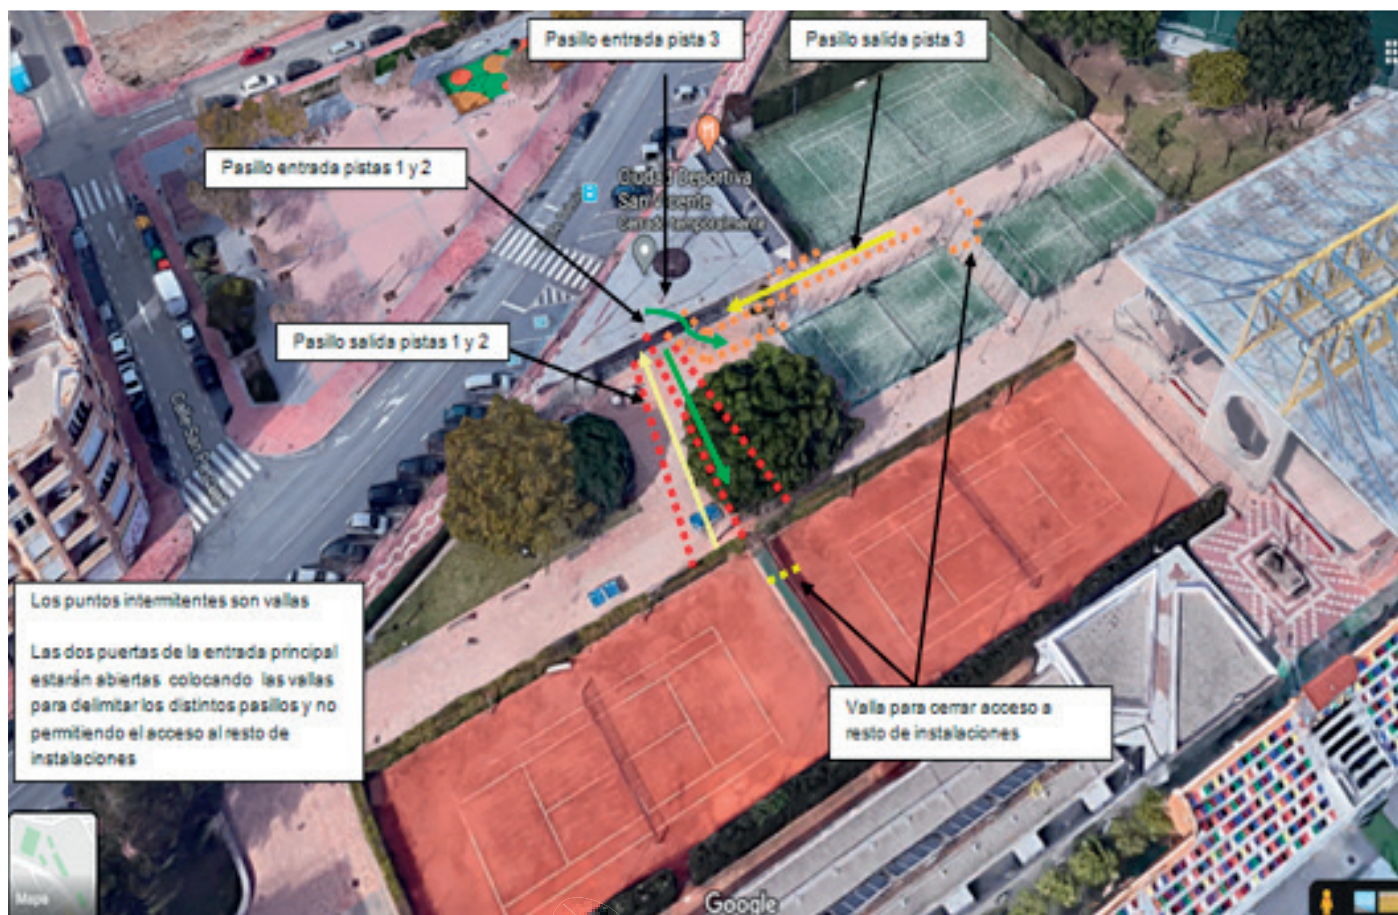 Pasillo entrada pista 3
Pasillo salida pista 3
Pasillo entrada pistas 1 y 2
Ciudad Deportiva
San Vicente
Cerrado temporalmente
Pasillo salida pistas 1 y 2
Los puntos intermitentes son vallas
Las dos puertas de la entrada principal
estarán abiertas colocando las vallas
para delimitar los distintos pasillos y no
permitiendo el acceso al resto de
instalaciones
Valla para cerrar acceso a
resto de instalaciones
Mapa
Google